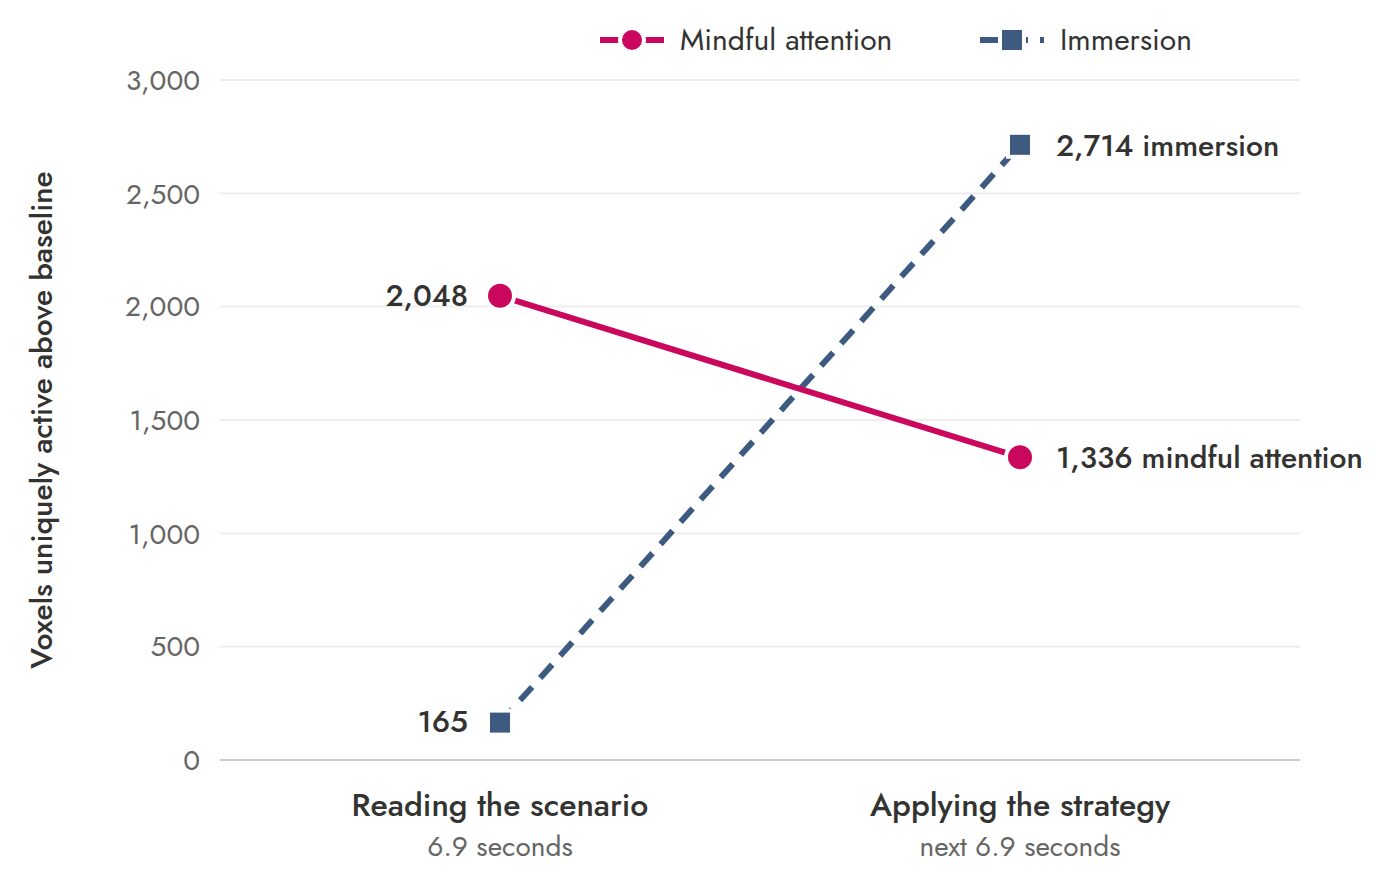 Mindful attention
Immersion
3,000
2,500
2,000
1,500
1,000
500
0
Voxels uniquely active above baseline
2,714 immersion
2,048
1,336 mindful attention
165
Reading the scenario
6.9 seconds
Applying the strategy
next 6.9 seconds